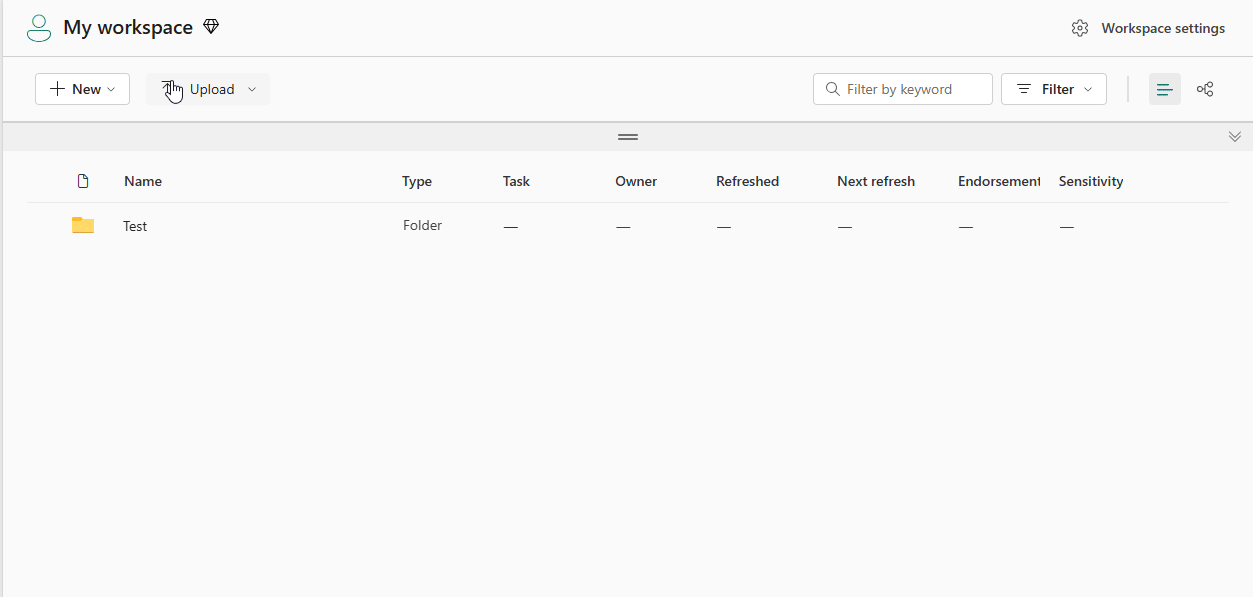 My workspace
Workspace settings
New
Upload
Filter by keyword
Filter
Name Type Task Owner Refreshed Next refresh Endorsement Sensitivity
Test Folder — — — — — —